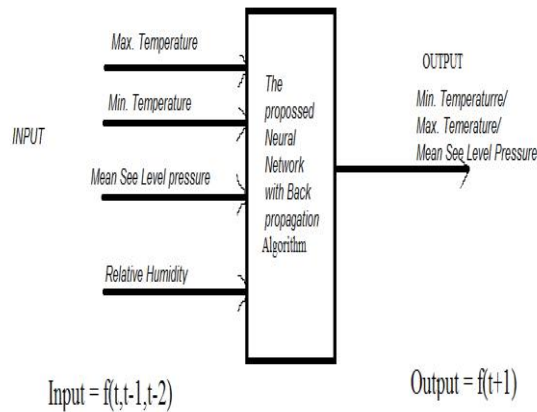 Max. Temperature
Min. Temperature
INPUT
Mean See Level pressure
Relative Humidity
The
propossed
Neural
Network
with Back
propagation
Algorithm
OUTPUT
Min. Temperaturre/
Max. Temerature/
Mean See Level Pressure
Input = f(t,t-1,t-2)
Output = f(t+1)